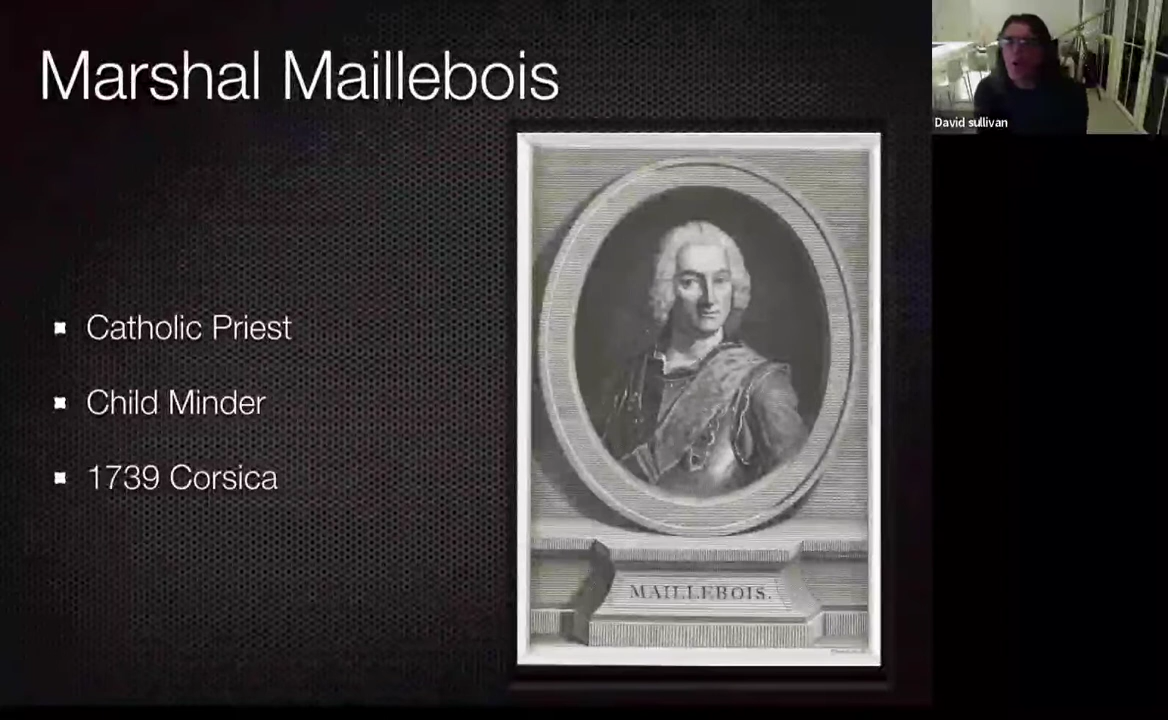 Marshal Maillebois
David sullivan
Catholic Priest
Child Minder
1739 Corsica
MAILLEBOIS.